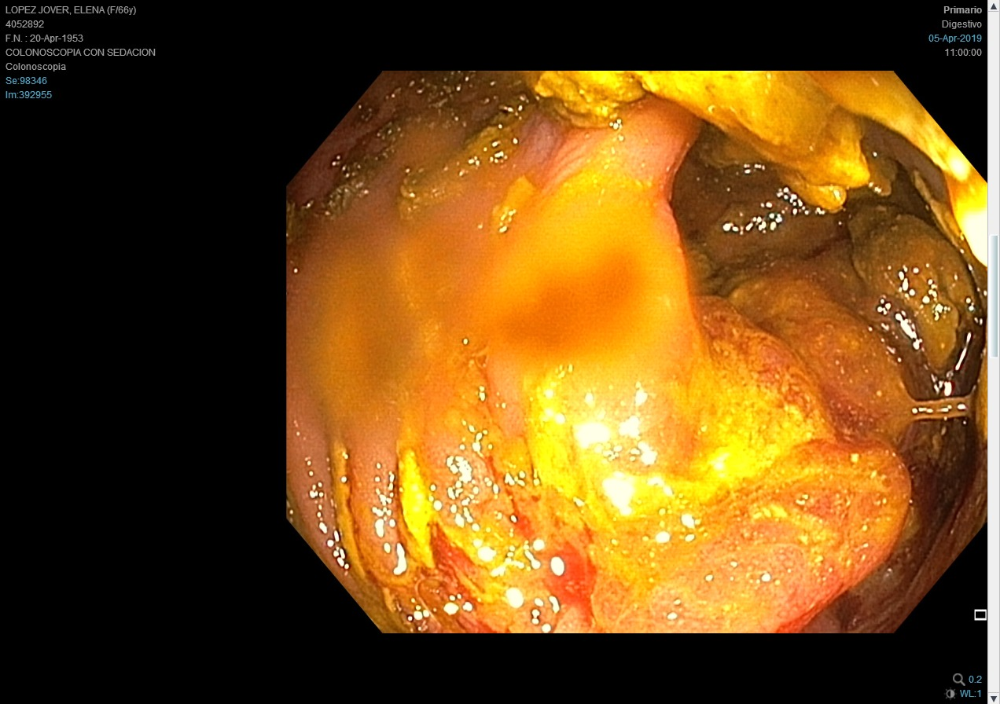 LOPEZ JOVER, ELENA (F/66y)
4052892
F.N. : 20-Apr-1953
COLONOSCOPIA CON SEDACION
Colonoscopia
Se:98346
Im:392955
Primario
Digestivo
05-Apr-2019
11:00:00
0.2
WL:1